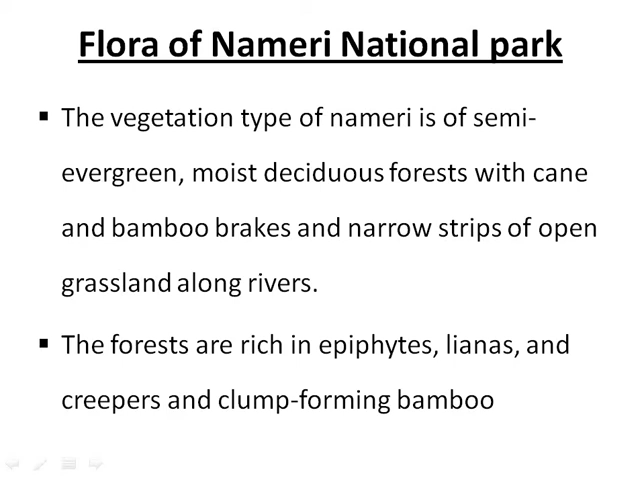 Flora of Nameri National park
▪ The vegetation type of nameri is of semi-
evergreen, moist deciduous forests with cane
and bamboo brakes and narrow strips of open
grassland along rivers.
▪ The forests are rich in epiphytes, lianas, and
creepers and clump-forming bamboo